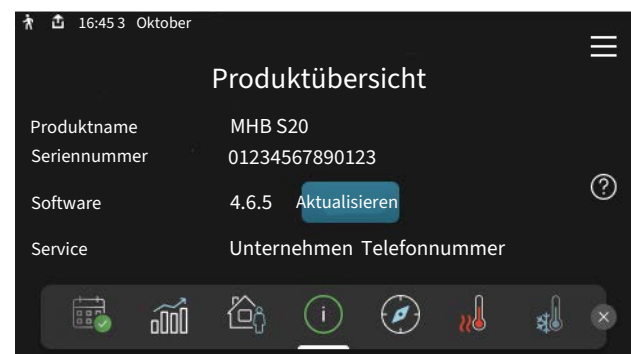 16:45 3 Oktober
Produktübersicht
Produktname MHB S20
Seriennummer 01234567890123
Software 4.6.5 Aktualisieren
Service Unternehmen Telefonnummer